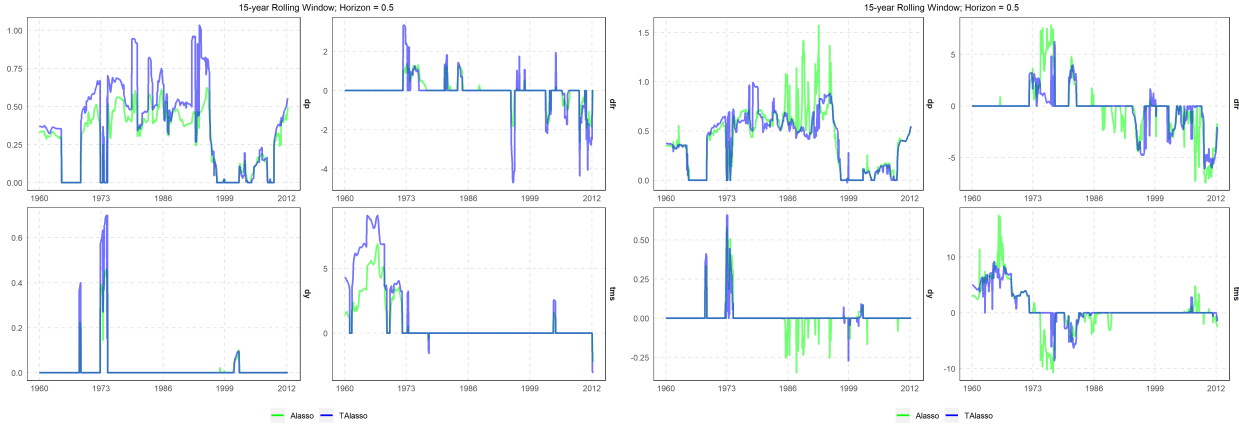 15-year Rolling Window; Horizon = 0.5
1.00
0.75
0.50
0.25
0.00
1960 1973 1986 1999 2012
dp
2
0
-2
-4
1960 1973 1986 1999 2012
dfr
0.6
0.4
0.2
0.0
1960 1973 1986 1999 2012
dy
5
0
1960 1973 1986 1999 2012
tms
Alasso TAlasso
15-year Rolling Window; Horizon = 0.5
1.5
1.0
0.5
0.0
1960 1973 1986 1999 2012
dp
5
0
-5
1960 1973 1986 1999 2012
dfr
0.50
0.25
0.00
-0.25
1960 1973 1986 1999 2012
dy
10
0
-10
1960 1973 1986 1999 2012
tms
Alasso TAlasso